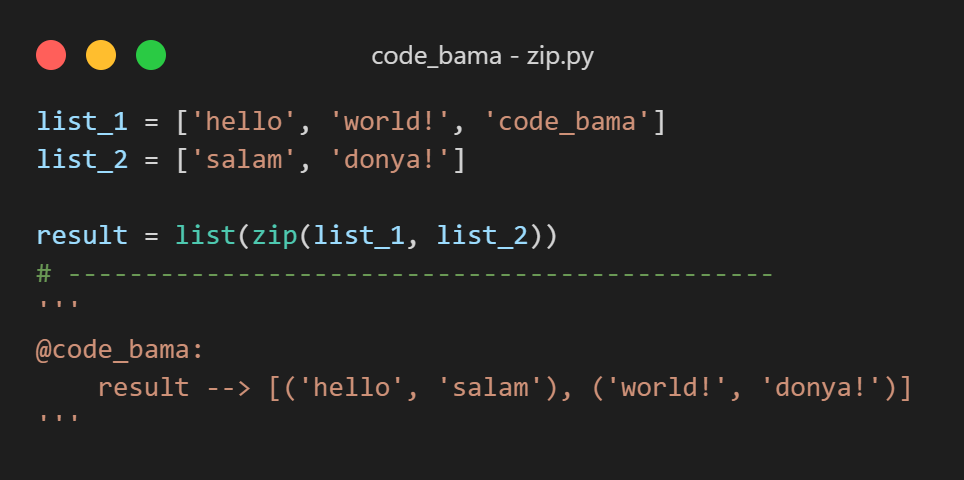 code_bama - zip.py
list_1 = ['hello', 'world!', 'code_bama']
list_2 = ['salam', 'donya!']
result = list(zip(list_1, list_2))
# ----------------------------------------------
'''
@code_bama:
    result --> [('hello', 'salam'), ('world!', 'donya!')]
'''